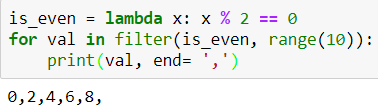 is_even = lambda x: x % 2 == 0
for val in filter(is_even, range(10)):
    print(val, end= ',')
0,2,4,6,8,